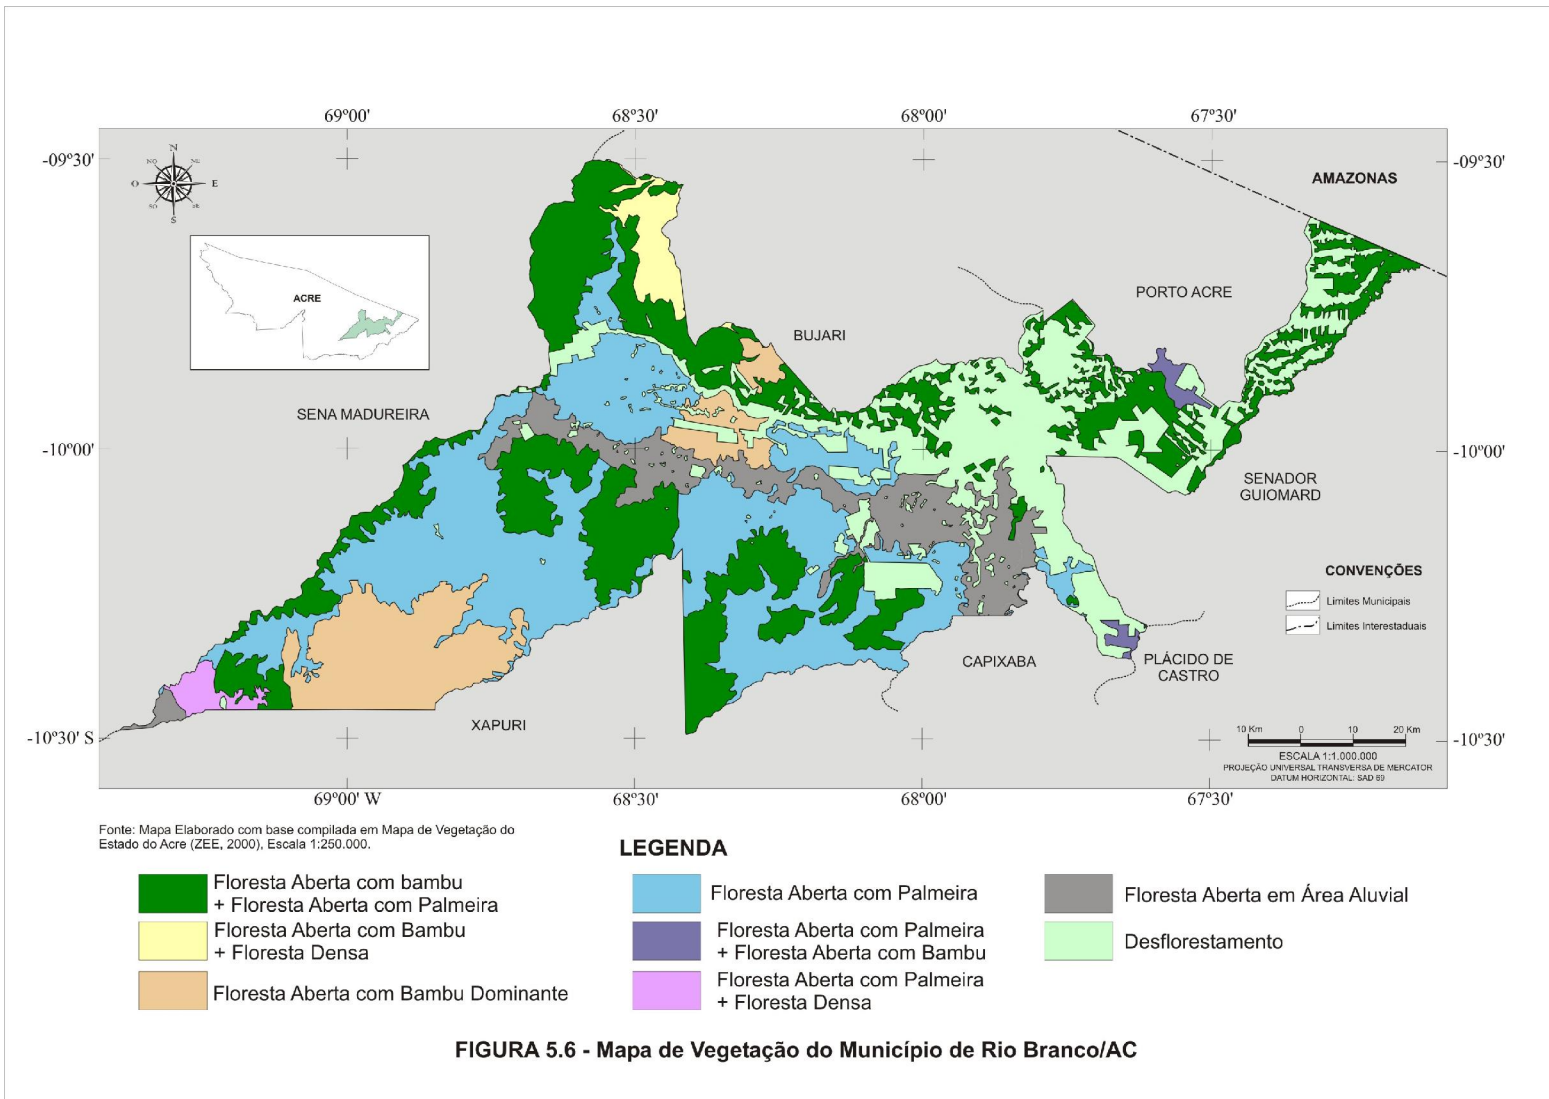 69º00'
68º30'
68º00'
67º30'
-09º30'
-09º30'
N
NO
NE
O
E
SO
SE
S
AMAZONAS
ACRE
PORTO ACRE
BUJARI
SENA MADUREIRA
-10º00'
-10º00'
SENADOR
GUIOMARD
CONVENÇÕES
Limites Municipais
Limites Interestaduais
CAPIXABA
PLÁCIDO DE
CASTRO
XAPURI
-10º30' S
-10º30'
10 Km
0
10
20 Km
ESCALA 1:1.000.000
PROJEÇÃO UNIVERSAL TRANSVERSA DE MERCATOR
DATUM HORIZONTAL: SAD 69
69º00' W
68º30'
68º00'
67º30'
Fonte: Mapa Elaborado com base compilada em Mapa de Vegetação do
Estado do Acre (ZEE, 2000), Escala 1:250.000.
LEGENDA
Floresta Aberta com bambu
+ Floresta Aberta com Palmeira
Floresta Aberta com Bambu
+ Floresta Densa
Floresta Aberta com Bambu Dominante
Floresta Aberta com Palmeira
Floresta Aberta com Palmeira
+ Floresta Aberta com Bambu
Floresta Aberta com Palmeira
+ Floresta Densa
Floresta Aberta em Área Aluvial
Desflorestamento
FIGURA 5.6 - Mapa de Vegetação do Município de Rio Branco/AC